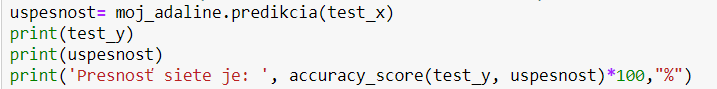 uspesnost= moj_adaline.predikcia(test_x)
print(test_y)
print(uspesnost)
print('Presnosť siete je: ', accuracy_score(test_y, uspesnost)*100,"%")